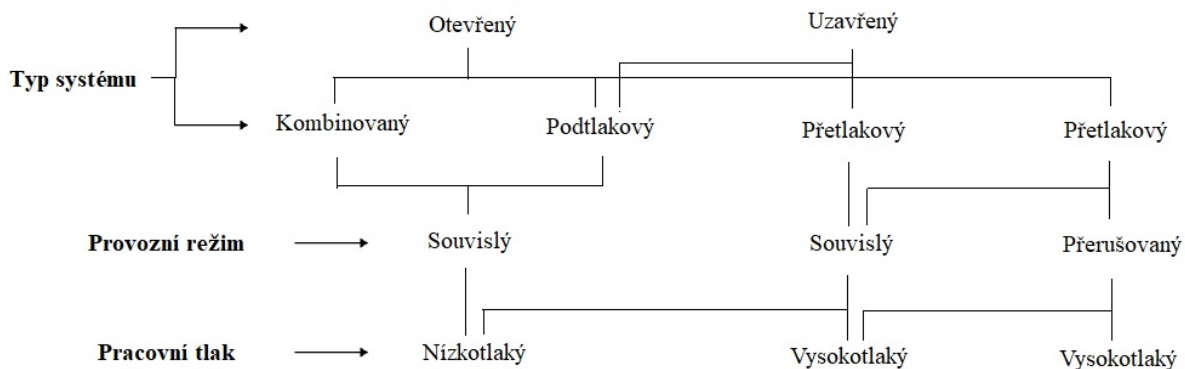 Otevřený Uzavřený
Typ systému
Kombinovaný Podtlakový Přetlakový Přetlakový
Provozní režim Souvislý Souvislý Přerušovaný
Pracovní tlak Nízkotlaký Vysokotlaký Vysokotlaký